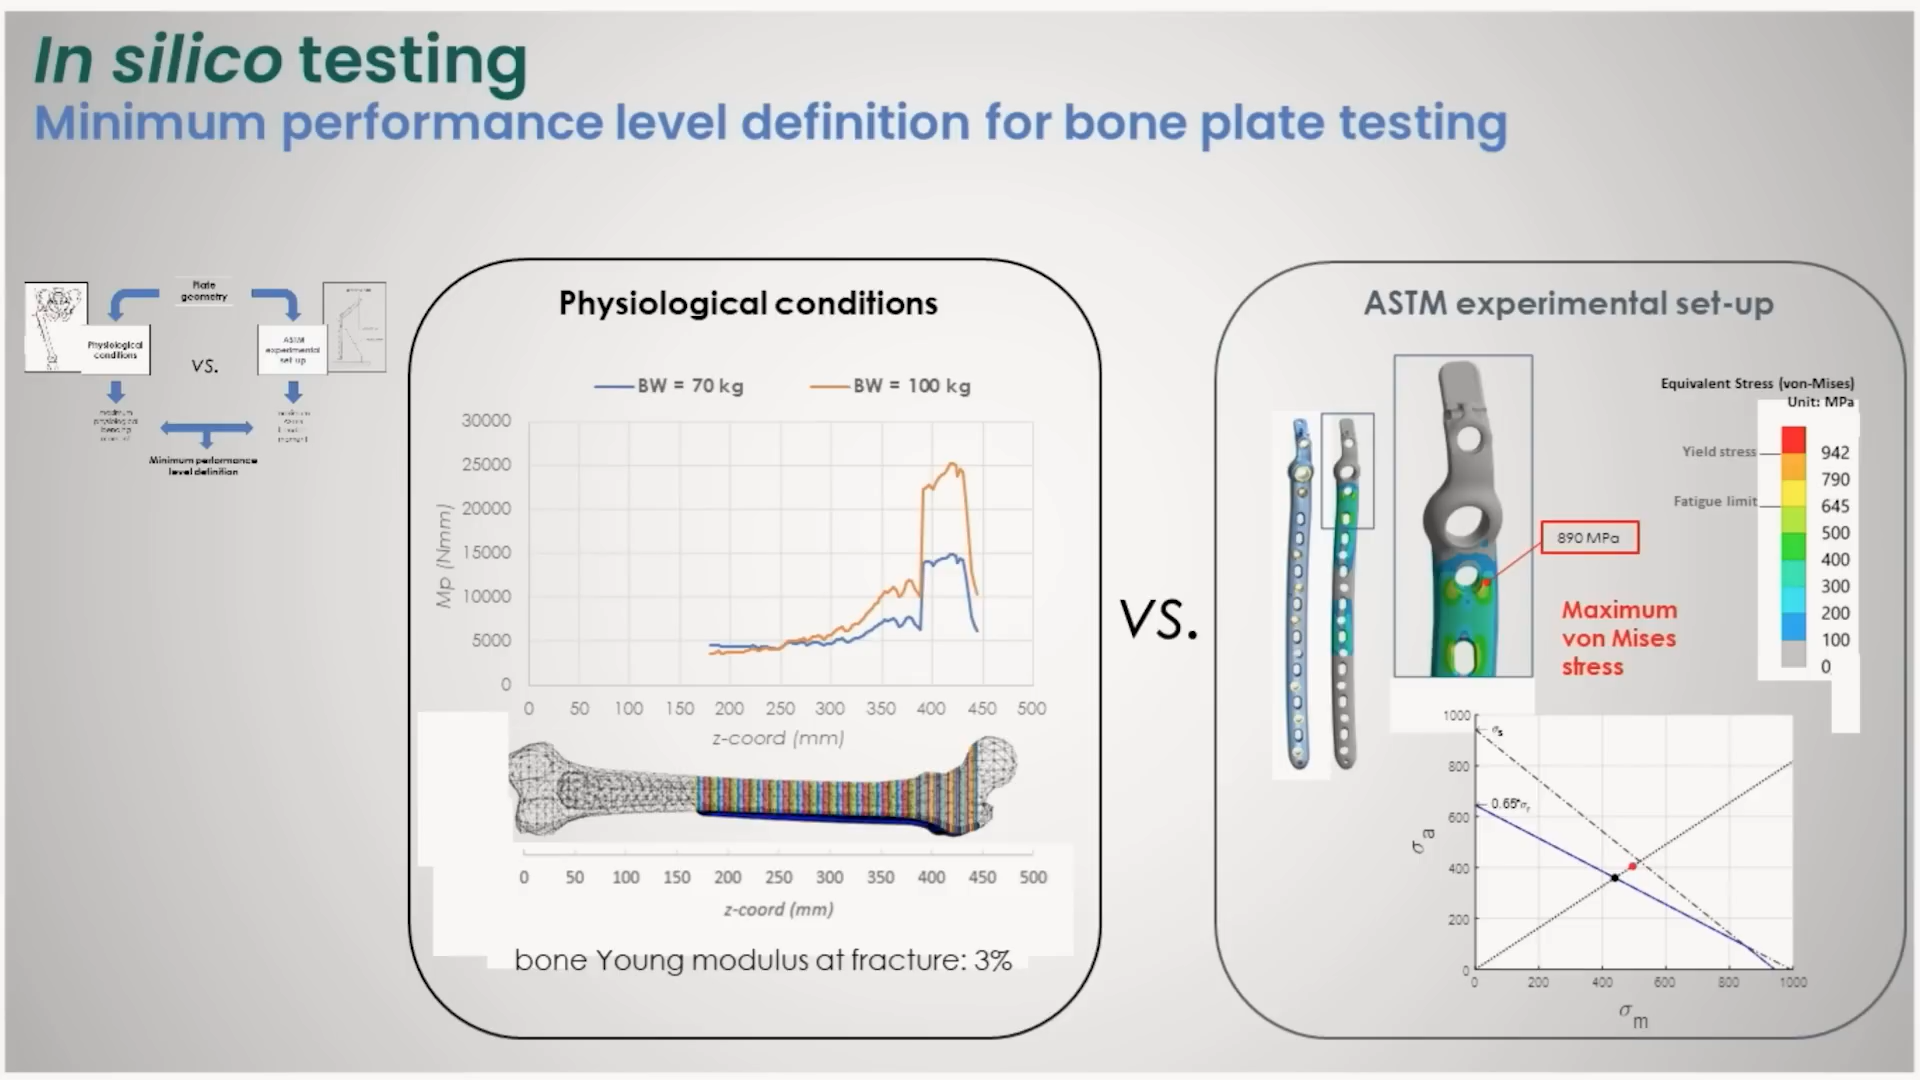 In silico testing
Minimum performance level definition for bone plate testing
Plate
geometry
Physiological
conditions
VS.
ASTM
experimental
set up
maximum
physiological
bending
moment
Minimum performance
level definition
Physiological conditions
BW = 70 kg
BW = 100 kg
30000
25000
20000
15000
10000
5000
0
Mp (Nmm)
0 50 100 150 200 250 300 350 400 450 500
z-coord (mm)
0 50 100 150 200 250 300 350 400 450 500
z-coord (mm)
bone Young modulus at fracture: 3%
VS.
ASTM experimental set-up
Equivalent Stress (von-Mises)
Unit: MPa
Yield stress
Fatigue limit
942
790
645
500
400
300
200
100
0
890 MPa
Maximum
von Mises
stress
1000
800
600
400
200
0
σs
0.65*σr
σa
0 200 400 600 800 1000
σm